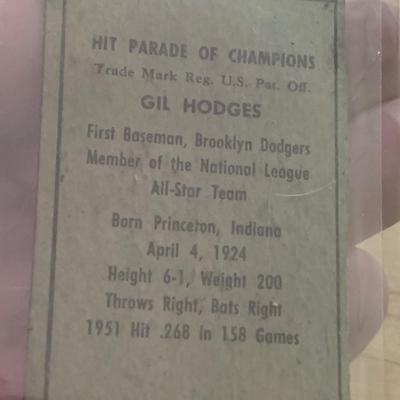 HIT PARADE OF CHAMPIONS
Trade Mark Reg. U.S. Pat. Off.
GIL HODGES
First Baseman, Brooklyn Dodgers
Member of the National League
All-Star Team
Born Princeton, Indiana
April 4, 1924
Height 6-1, Weight 200
Throws Right, Bats Right
1951 Hit .268 in 158 Games